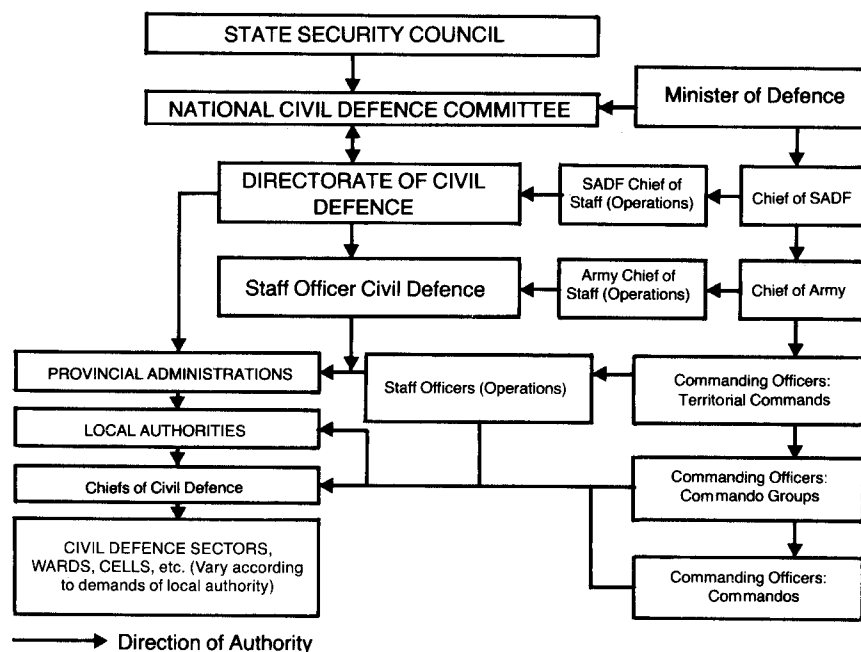 STATE SECURITY COUNCIL
NATIONAL CIVIL DEFENCE COMMITTEE
Minister of Defence
DIRECTORATE OF CIVIL
DEFENCE
SADF Chief of
Staff (Operations)
Chief of SADF
Staff Officer Civil Defence
Army Chief of
Staff (Operations)
Chief of Army
PROVINCIAL ADMINISTRATIONS
Staff Officers (Operations)
Commanding Officers:
Territorial Commands
LOCAL AUTHORITIES
Chiefs of Civil Defence
Commanding Officers:
Commando Groups
CIVIL DEFENCE SECTORS,
WARDS, CELLS, etc. (Vary according
to demands of local authority)
Commanding Officers:
Commandos
Direction of Authority